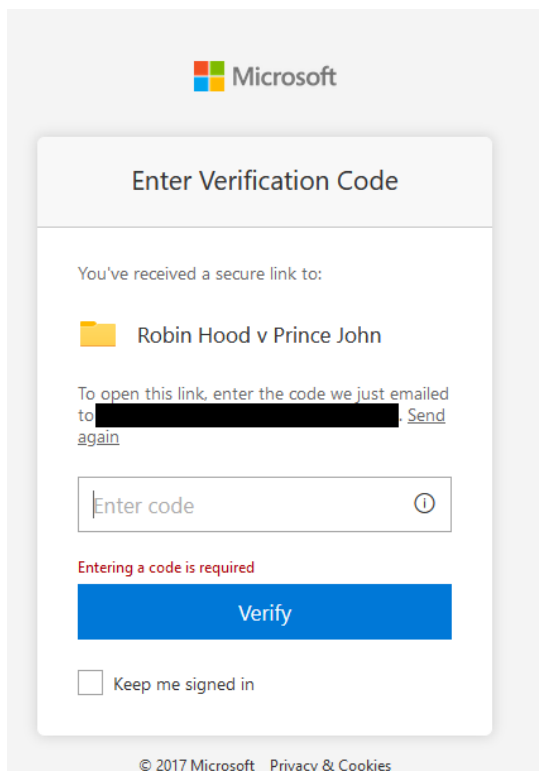 Microsoft
Enter Verification Code
You've received a secure link to:
Robin Hood v Prince John
To open this link, enter the code we just emailed
to . Send
again
Enter code
Entering a code is required
Verify
Keep me signed in
© 2017 Microsoft Privacy & Cookies